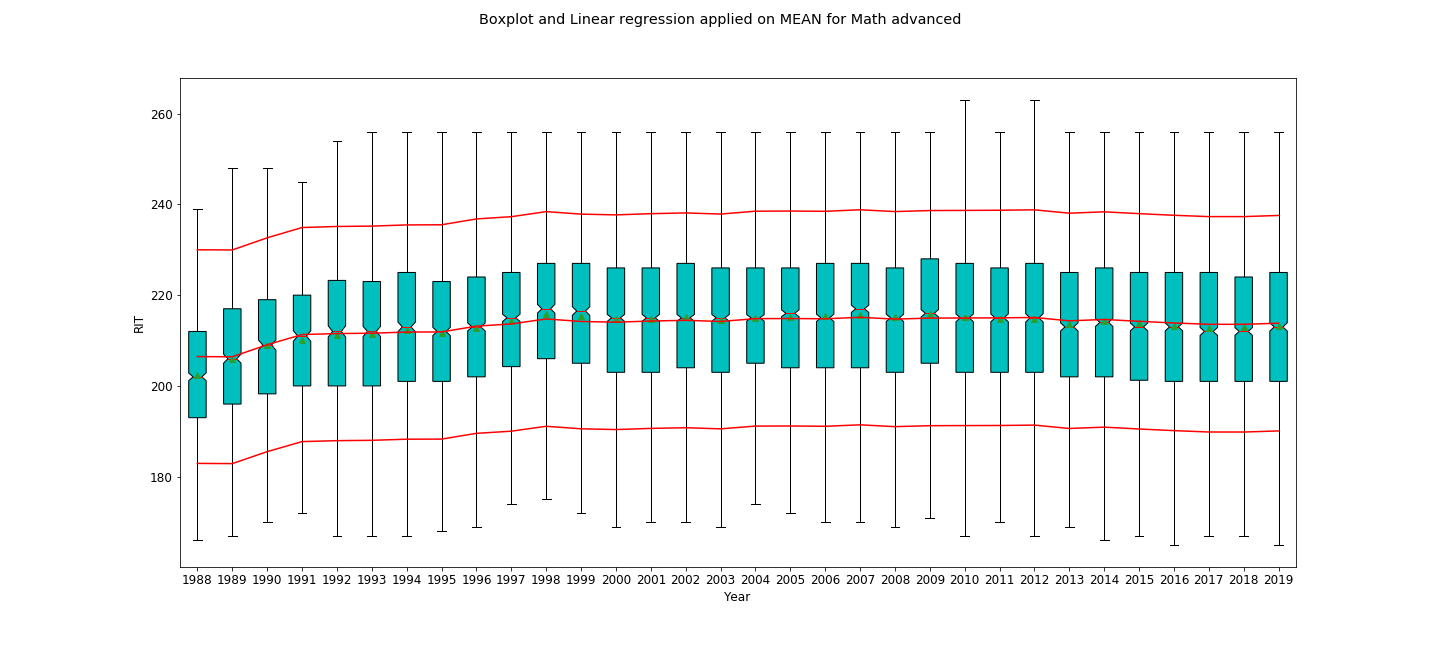 Boxplot and Linear regression applied on MEAN for Math advanced
260
240
220
200
180
RIT
1988 1989 1990 1991 1992 1993 1994 1995 1996 1997 1998 1999 2000 2001 2002 2003 2004 2005 2006 2007 2008 2009 2010 2011 2012 2013 2014 2015 2016 2017 2018 2019
Year